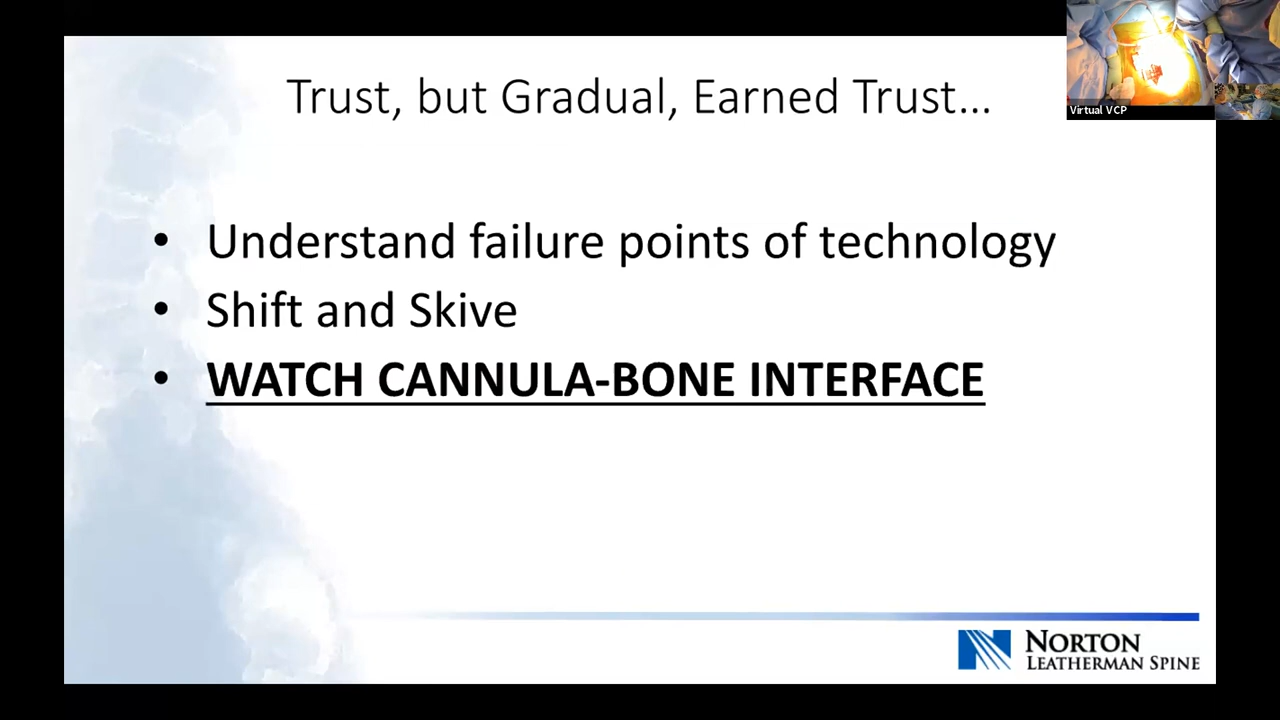 Trust, but Gradual, Earned Trust...
Virtual VCP
• Understand failure points of technology
• Shift and Skive
• WATCH CANNULA-BONE INTERFACE
NORTON
LEATHERMAN SPINE